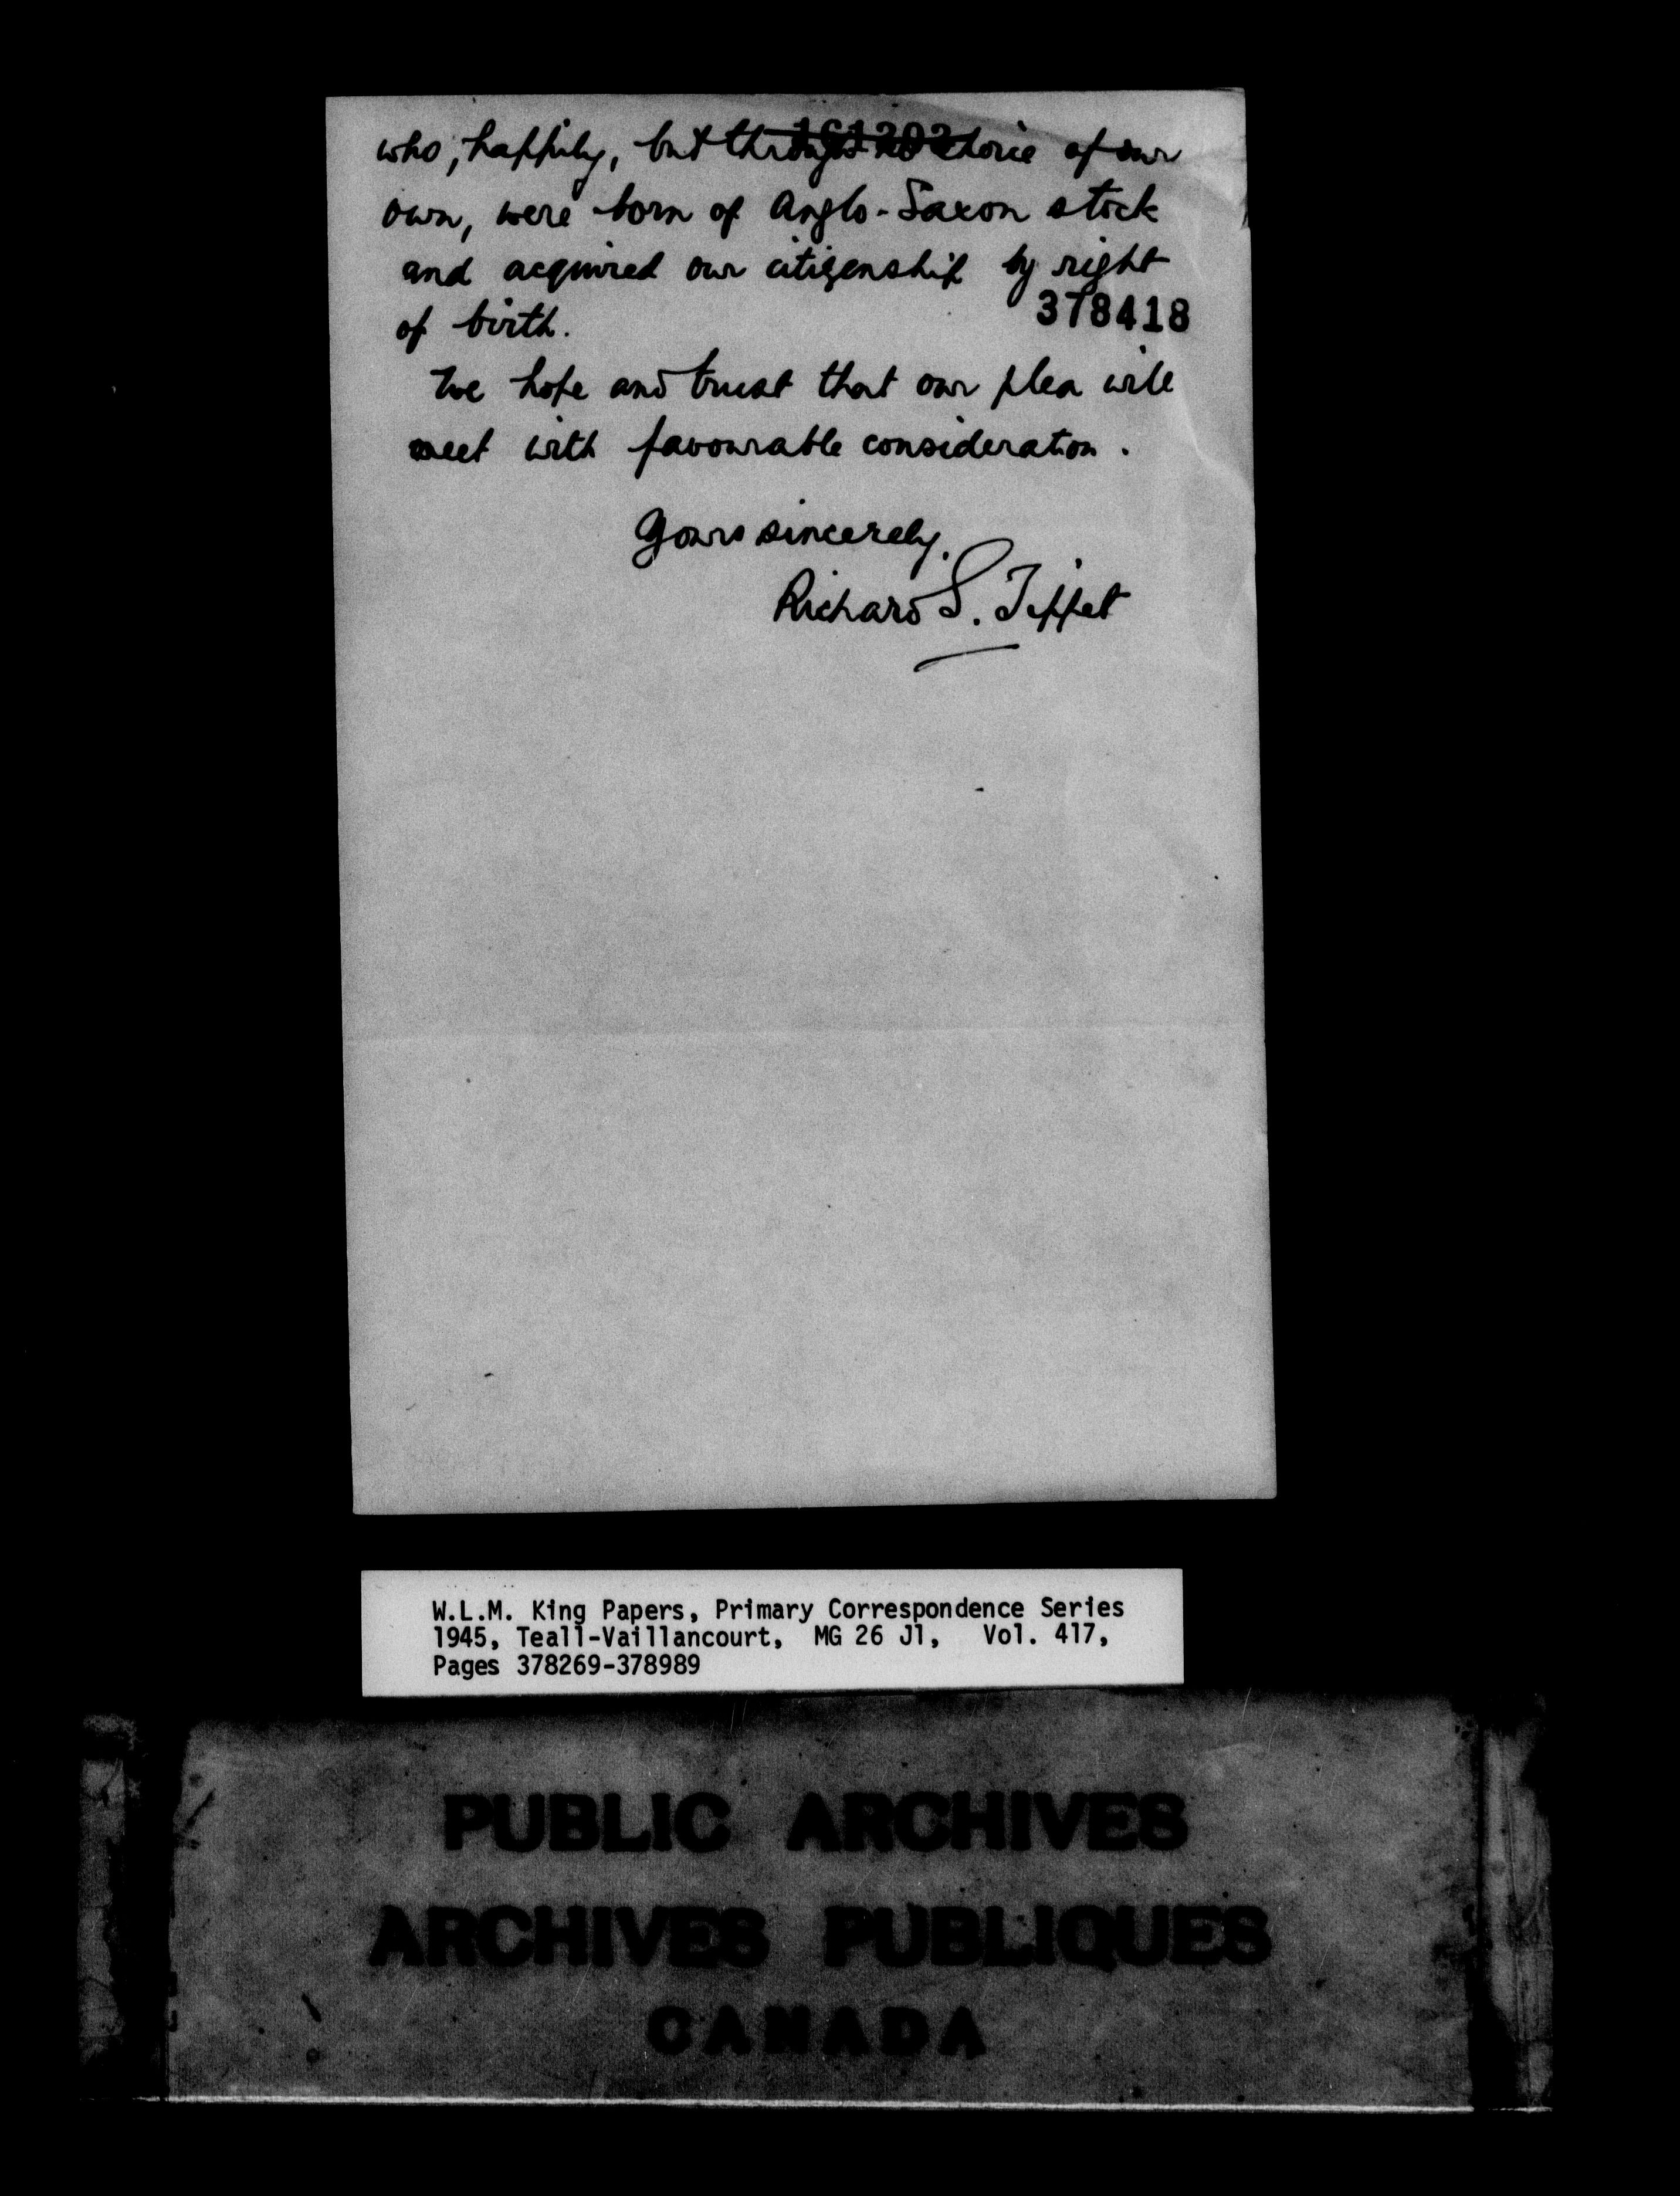 who, happily, but through no choice of our
own, were born of Anglo-Saxon stock
and acquired our citizenship by right
of birth.
378418
We hope and trust that our plea will
meet with favourable consideration.
Yours sincerely,
Richard S. Tippet
W.L.M. King Papers, Primary Correspondence Series
1945, Teall-Vaillancourt, MG 26 J1, Vol. 417,
Pages 378269-378989
PUBLIC ARCHIVES
ARCHIVES PUBLIQUES
CANADA